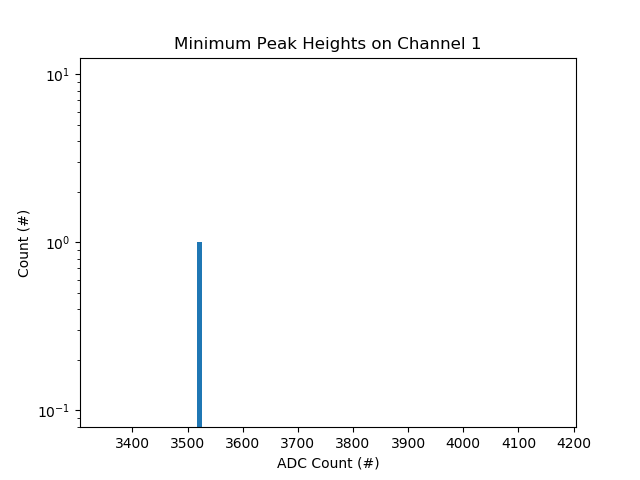 Minimum Peak Heights on Channel 1
10¹
10⁰
10⁻¹
Count (#)
3400 3500 3600 3700 3800 3900 4000 4100 4200
ADC Count (#)